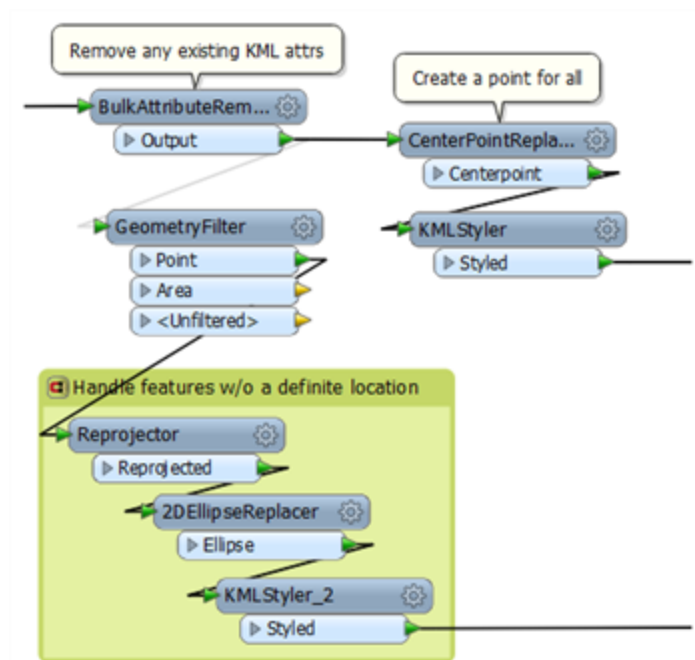 Remove any existing KML attrs
Create a point for all
BulkAttributeRem...
Output
CenterPointRepla...
Centerpoint
GeometryFilter
KMLStyler
Point
Styled
Area
<Unfiltered>
Handle features w/o a definite location
Reprojector
Reprojected
2DEllipseReplacer
Ellipse
KMLStyler_2
Styled